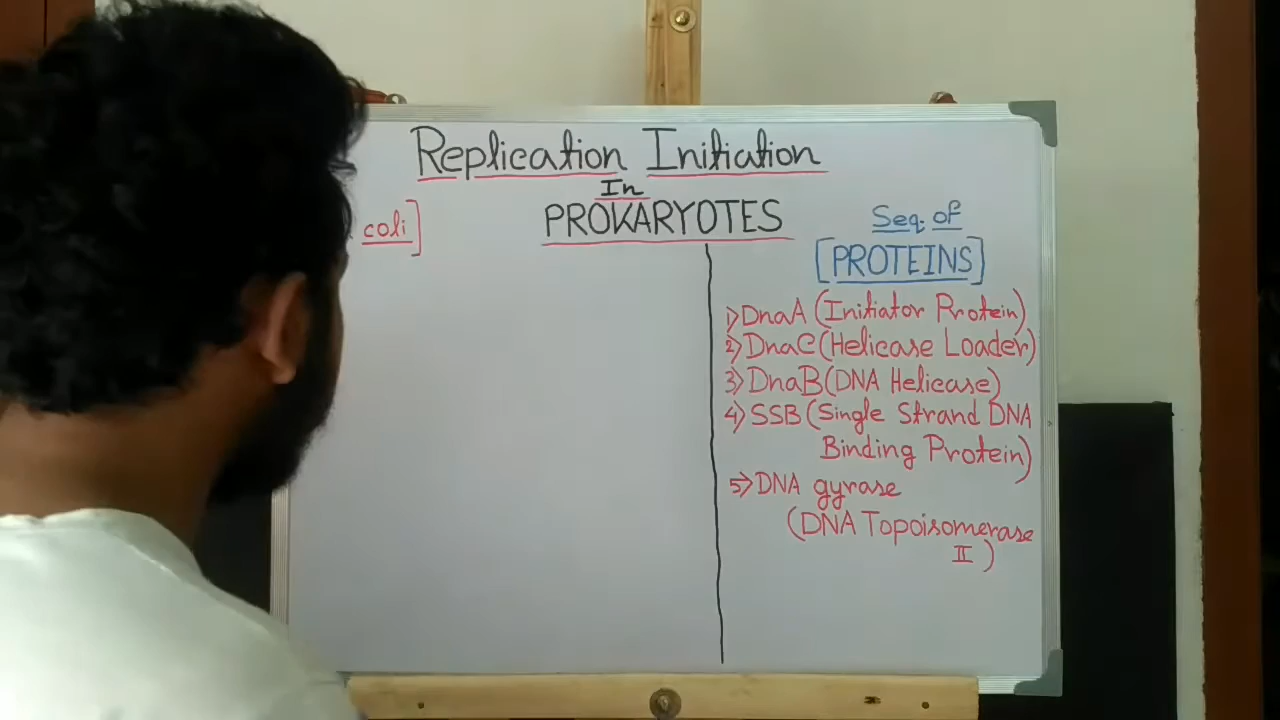 Replication Initiation
In
PROKARYOTES
coli]
Seq. of
[PROTEINS]
1) DnaA (Initiator Protein)
2) DnaC (Helicase Loader)
3) DnaB (DNA Helicase)
4) SSB (Single Strand DNA
Binding Protein)
5) DNA gyrase
(DNA Topoisomerase
II)